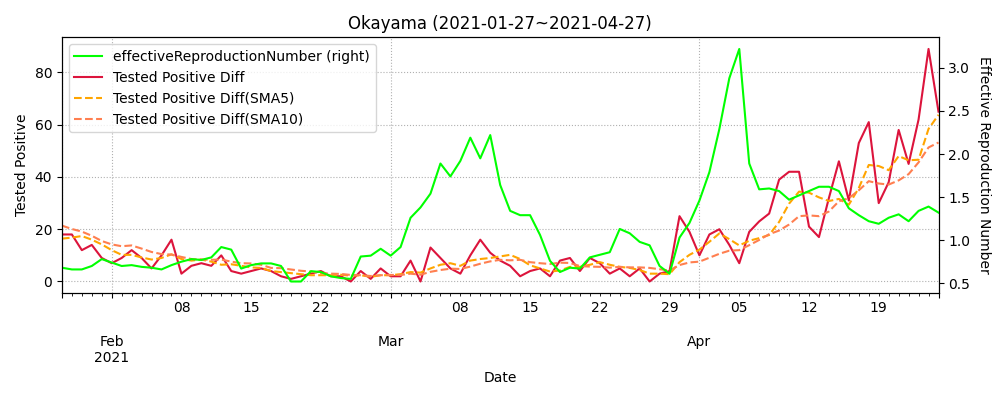 Okayama (2021-01-27~2021-04-27)
effectiveReproductionNumber (right)
Tested Positive Diff
Tested Positive Diff(SMA5)
Tested Positive Diff(SMA10)
Tested Positive
80
60
40
20
0
Effective Reproduction Number
3.0
2.5
2.0
1.5
1.0
0.5
08 15 22 08 15 22 29 05 12 19
Feb Mar Apr
2021
Date